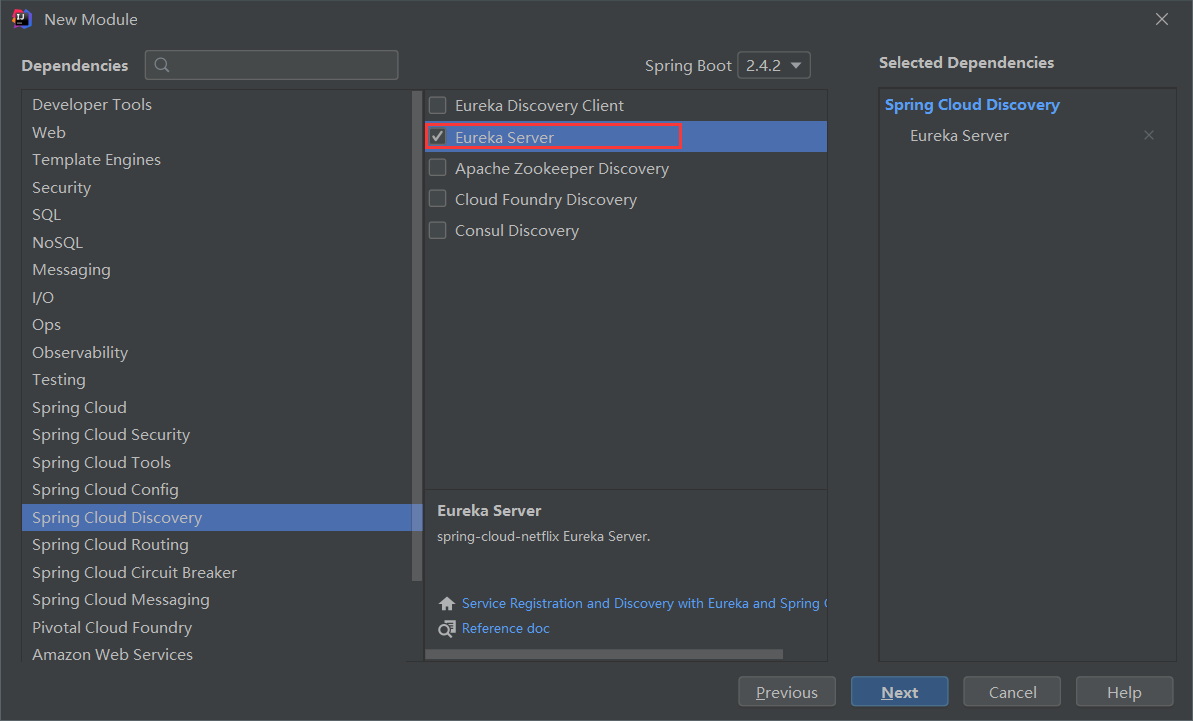 New Module
Dependencies
Spring Boot 2.4.2
Selected Dependencies
Developer Tools
Web
Template Engines
Security
SQL
NoSQL
Messaging
I/O
Ops
Observability
Testing
Spring Cloud
Spring Cloud Security
Spring Cloud Tools
Spring Cloud Config
Spring Cloud Discovery
Spring Cloud Routing
Spring Cloud Circuit Breaker
Spring Cloud Messaging
Pivotal Cloud Foundry
Amazon Web Services
Eureka Discovery Client
Eureka Server
Apache Zookeeper Discovery
Cloud Foundry Discovery
Consul Discovery
Eureka Server
spring-cloud-netflix Eureka Server.
Service Registration and Discovery with Eureka and Spring
Reference doc
Spring Cloud Discovery
Eureka Server
Previous
Next
Cancel
Help